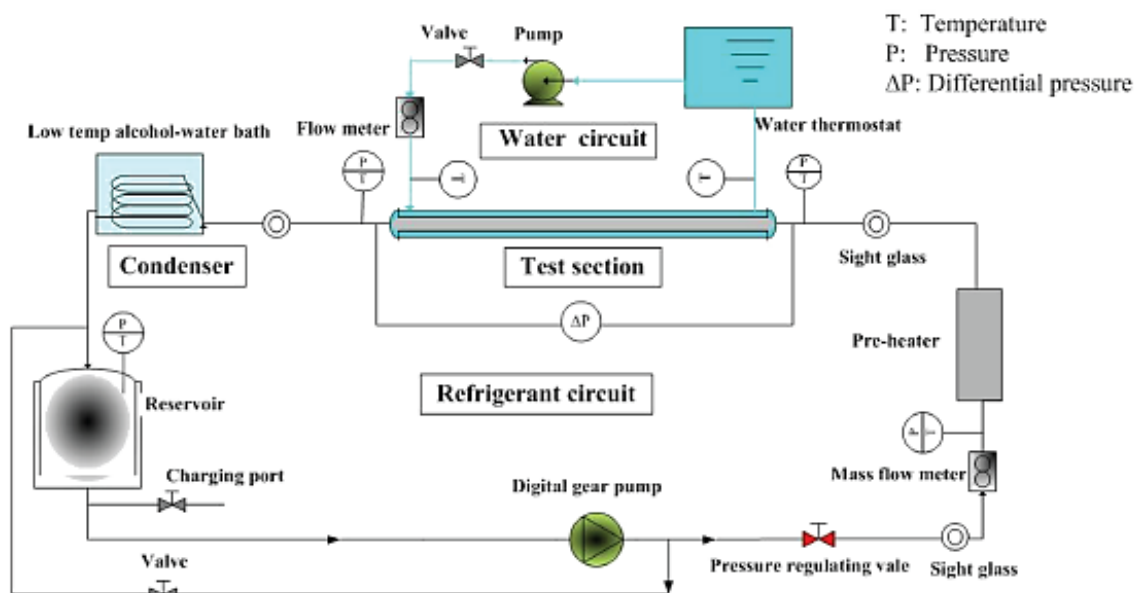 T: Temperature
P: Pressure
ΔP: Differential pressure
Valve
Pump
Flow meter
Water circuit
Water thermostat
Low temp alcohol-water bath
P
T
T
T
P
T
Condenser
Test section
Sight glass
ΔP
P
T
Pre-heater
Refrigerant circuit
Reservoir
P
T
Mass flow meter
Charging port
Digital gear pump
Valve
Pressure regulating vale
Sight glass